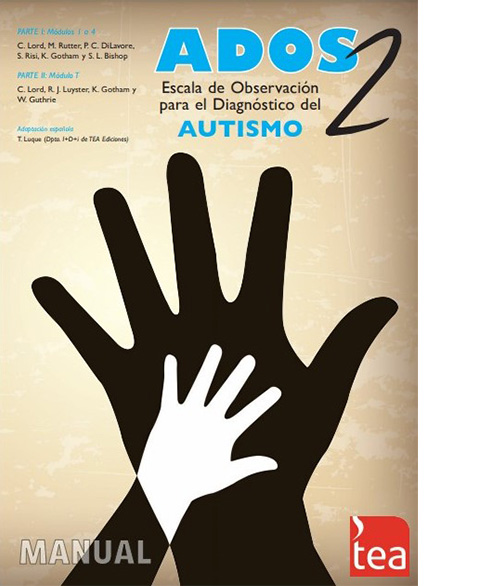 PARTE I: Módulos 1 a 4
C. Lord, M. Rutter, P. C. DiLavore,
S. Risi, K. Gotham y S. L. Bishop
PARTE II: Módulo T
C. Lord, R. J. Luyster, K. Gotham y
W. Guthrie
Adaptación española
T. Luque (Dpto. I+D+i de TEA Ediciones)
ADOS 2
Escala de Observación
para el Diagnóstico del
AUTISMO
MANUAL
tea